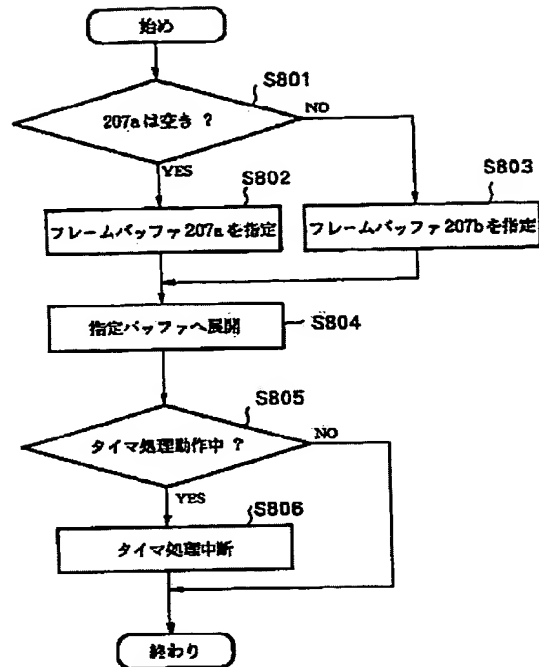 始め
S801
207aは空き ?
NO
YES
S802
S803
フレームバッファ207aを指定
フレームバッファ207bを指定
指定バッファへ展開
S804
S805
タイマ処理動作中 ?
NO
YES
S806
タイマ処理中断
終わり